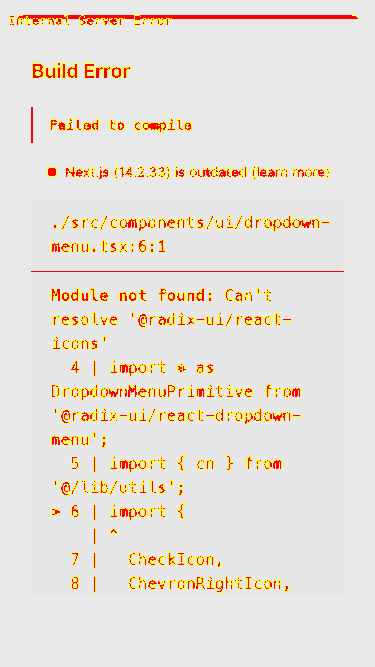 Internal Server Error
Build Error
Failed to compile
Next.js (14.2.33) is outdated (learn more)
./src/components/ui/dropdown-
menu.tsx:6:1
Module not found: Can't
resolve '@radix-ui/react-
icons'
4 | import * as
DropdownMenuPrimitive from
'@radix-ui/react-dropdown-
menu';
5 | import { cn } from
'@/lib/utils';
> 6 | import {
| ^
7 | CheckIcon,
8 | ChevronRightIcon,